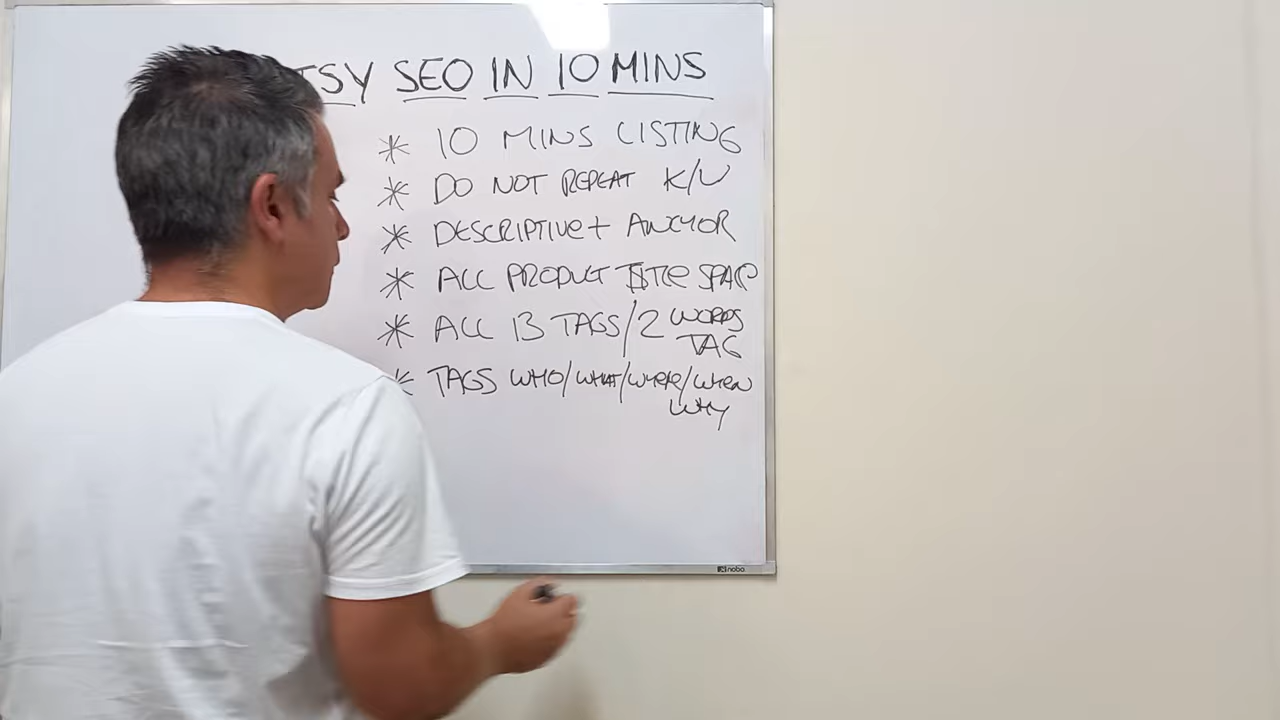 TSY SEO IN 10 MINS
* 10 MINS LISTING
* DO NOT REPEAT K/W
* DESCRIPTIVE + ANCHOR
* ALL PRODUCT TITLE SPACE
* ALL 13 TAGS/2 WORDS
TAG
* TAGS WHO/WHAT/WHERE/WHEN
WHY
nobo